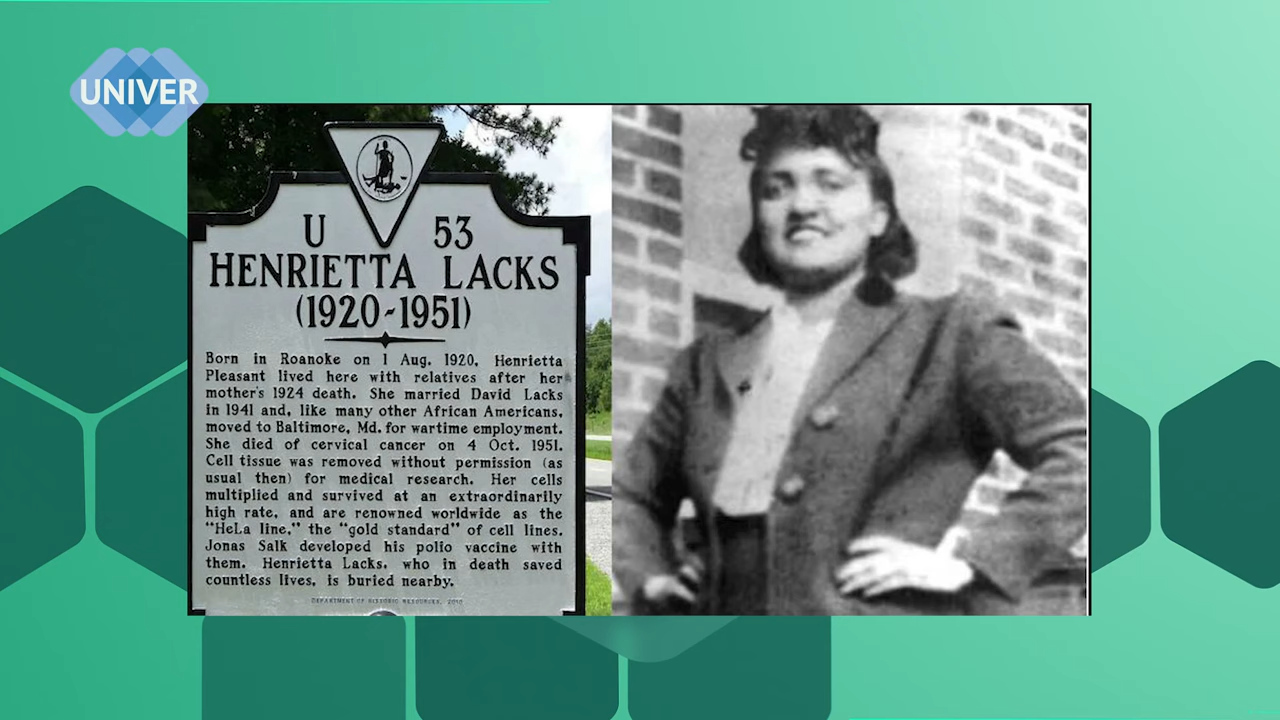 UNIVER
U 53
HENRIETTA LACKS
(1920-1951)
Born in Roanoke on 1 Aug. 1920, Henrietta
Pleasant lived here with relatives after her
mother's 1924 death. She married David Lacks
in 1941 and, like many other African Americans,
moved to Baltimore, Md. for wartime employment.
She died of cervical cancer on 4 Oct. 1951.
Cell tissue was removed without permission (as
usual then) for medical research. Her cells
multiplied and survived at an extraordinarily
high rate, and are renowned worldwide as the
"HeLa line," the "gold standard" of cell lines.
Jonas Salk developed his polio vaccine with
them. Henrietta Lacks, who in death saved
countless lives, is buried nearby.
DEPARTMENT OF HISTORIC RESOURCES, 2010